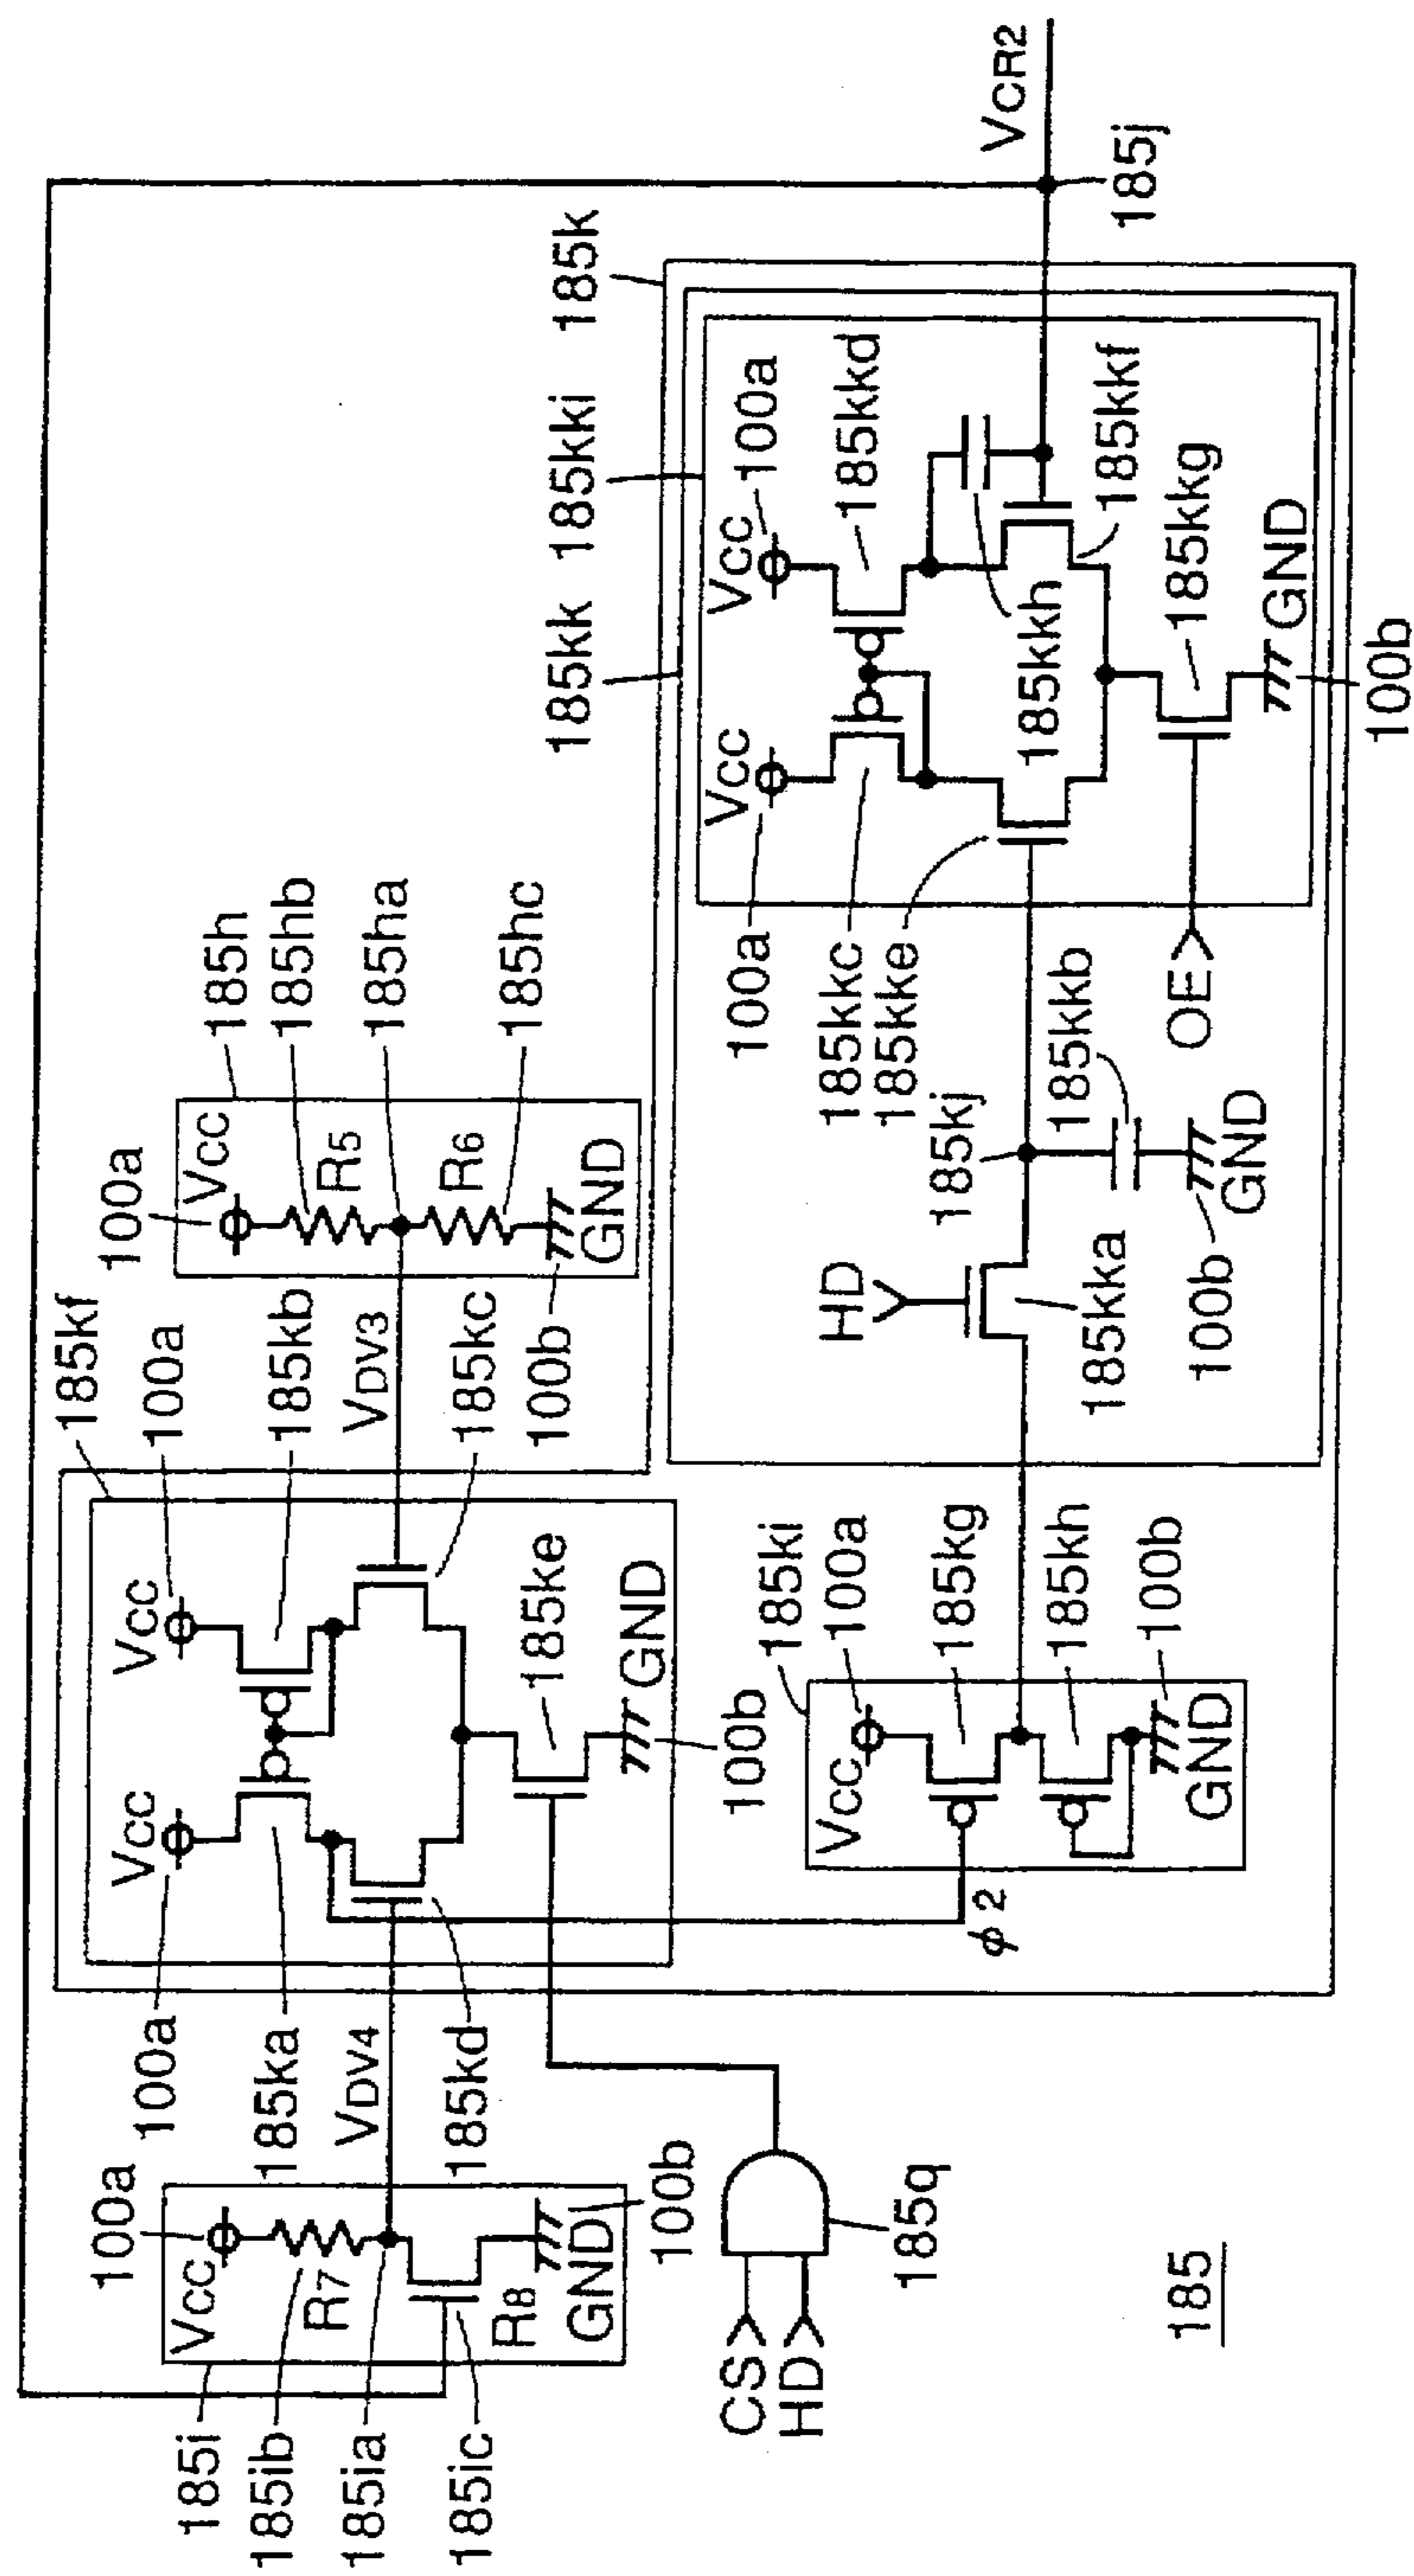 185i
185ib
185ia
185ic
100a
VCC
R7
R8
GND
100b
CS
HD
185q
185
100a
185ka
VDV4
185kd
VCC
VCC
100a
185kf
185kb
VDV3
185kc
185ke
GND
100b
φ2
185ki
100a
VCC
185kg
185kh
100b
GND
100a
VCC
R5
R6
GND
100b
185h
185hb
185ha
185hc
HD
185kka
185kj
185kkb
100b
GND
OE
100a
185kkc
185kke
VCC
VCC
100a
185kkd
185kkh
185kkf
185kkg
GND
100b
185kk
185kki
185k
VCR2
185j